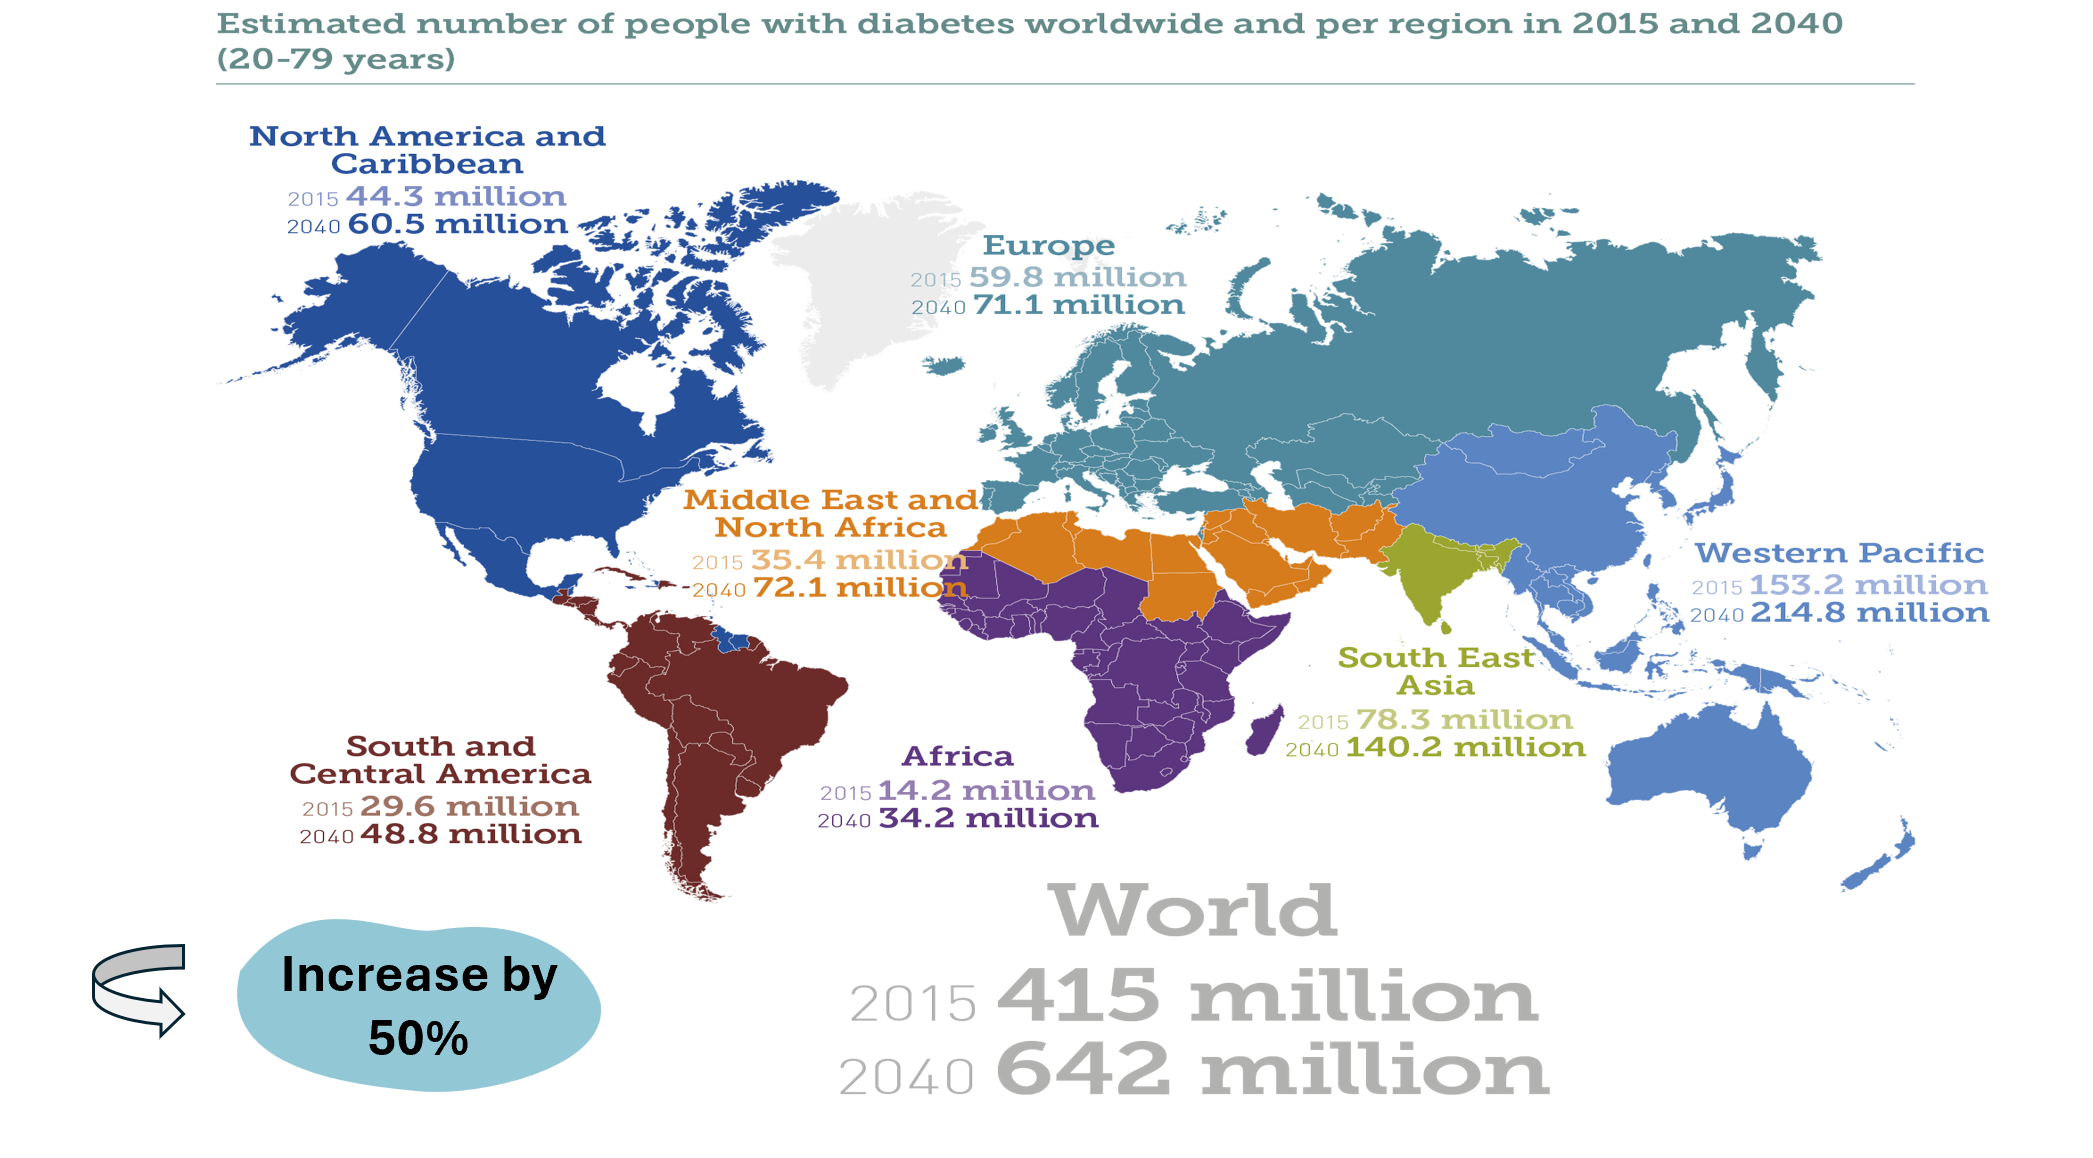 Estimated number of people with diabetes worldwide and per region in 2015 and 2040
(20-79 years)
North America and
Caribbean
2015 44.3 million
2040 60.5 million
Europe
2015 59.8 million
2040 71.1 million
Middle East and
North Africa
2015 35.4 million
2040 72.1 million
Western Pacific
2015 153.2 million
2040 214.8 million
South East
Asia
2015 78.3 million
2040 140.2 million
South and
Central America
2015 29.6 million
2040 48.8 million
Africa
2015 14.2 million
2040 34.2 million
World
2015 415 million
2040 642 million
Increase by
50%